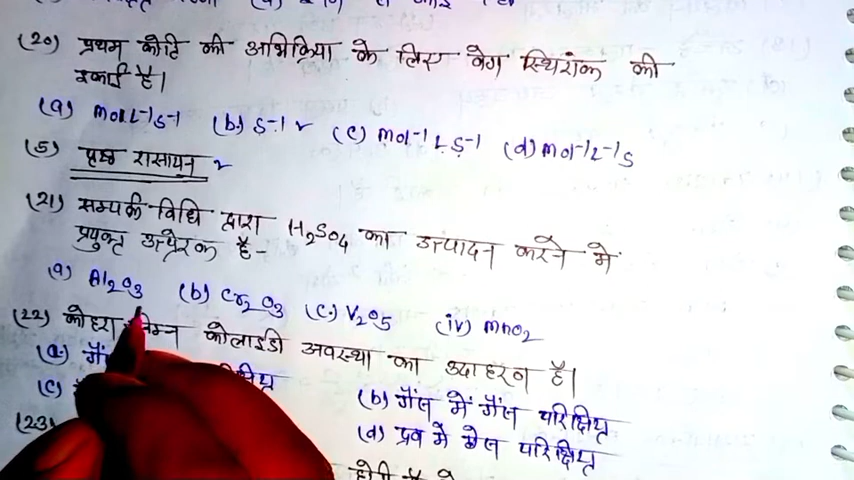 (20) प्रथम कोटि की अभिक्रिया के लिए वेग स्थिरांक की
इकाई है।
(a) mol L-1 S-1 (b) S-1 (c) mol-1 L S-1 (d) mol-1 L-1 S
(5) पृष्ठ रासायन
(21) सम्पर्क विधि द्वारा H2SO4 का उत्पादन करने में
प्रयुक्त उत्प्रेरक है-
(a) Al2O3 (b) Cr2O3 (c) V2O5 (iv) MnO2
(22) कोहरा निम्न कोलाइडी अवस्था का उदाहरण है।
(a)
(b) गैस में गैस परिक्षिप्त
(c)
(d) द्रव में गैस परिक्षिप्त
(23)